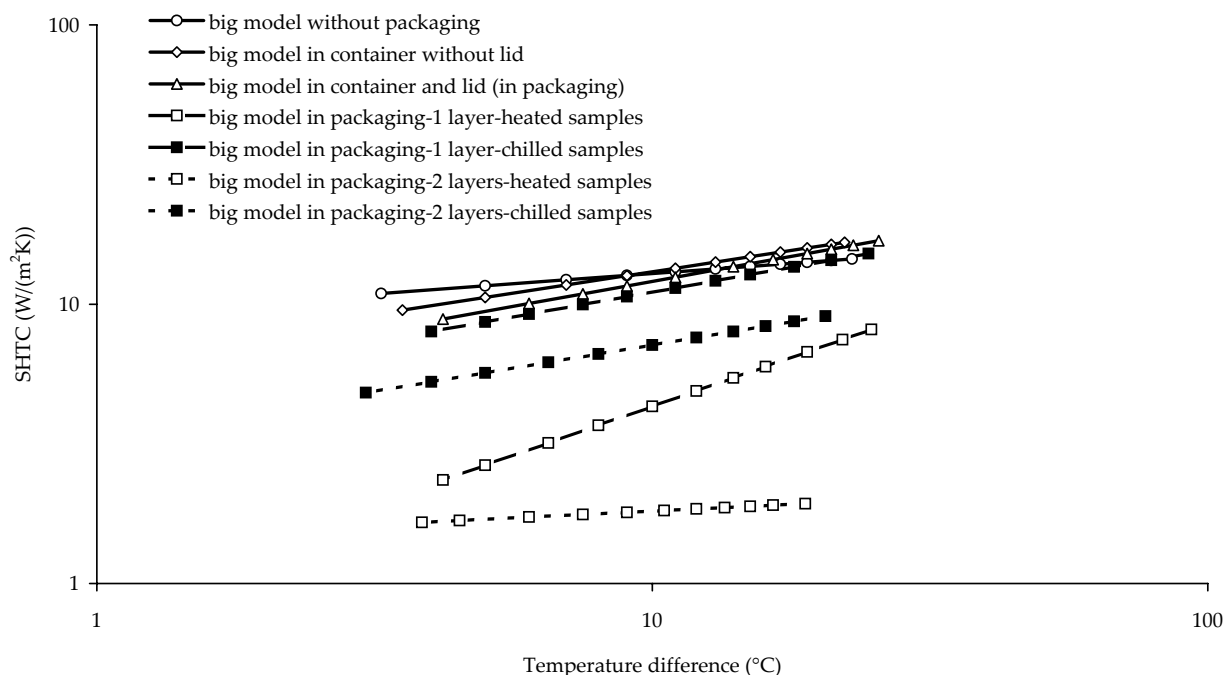 100
big model without packaging
big model in container without lid
big model in container and lid (in packaging)
big model in packaging-1 layer-heated samples
big model in packaging-1 layer-chilled samples
big model in packaging-2 layers-heated samples
big model in packaging-2 layers-chilled samples
SHTC (W/(m²K))
10
1
1
10
100
Temperature difference (°C)